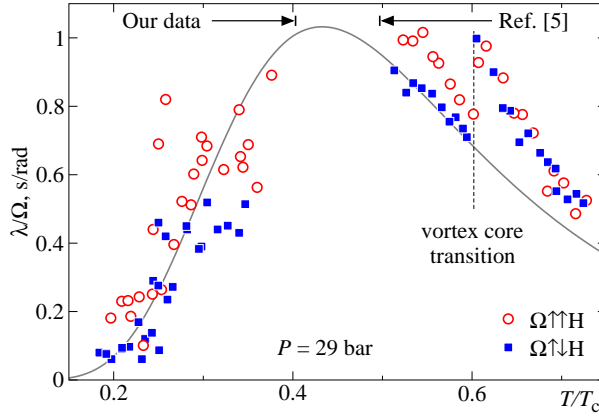 Our data
Ref. [5]
1
0.8
0.6
0.4
0.2
0
λ/Ω, s/rad
vortex core
transition
Ω⇈H
Ω⇅H
P = 29 bar
0.2
0.4
0.6
T/Tc